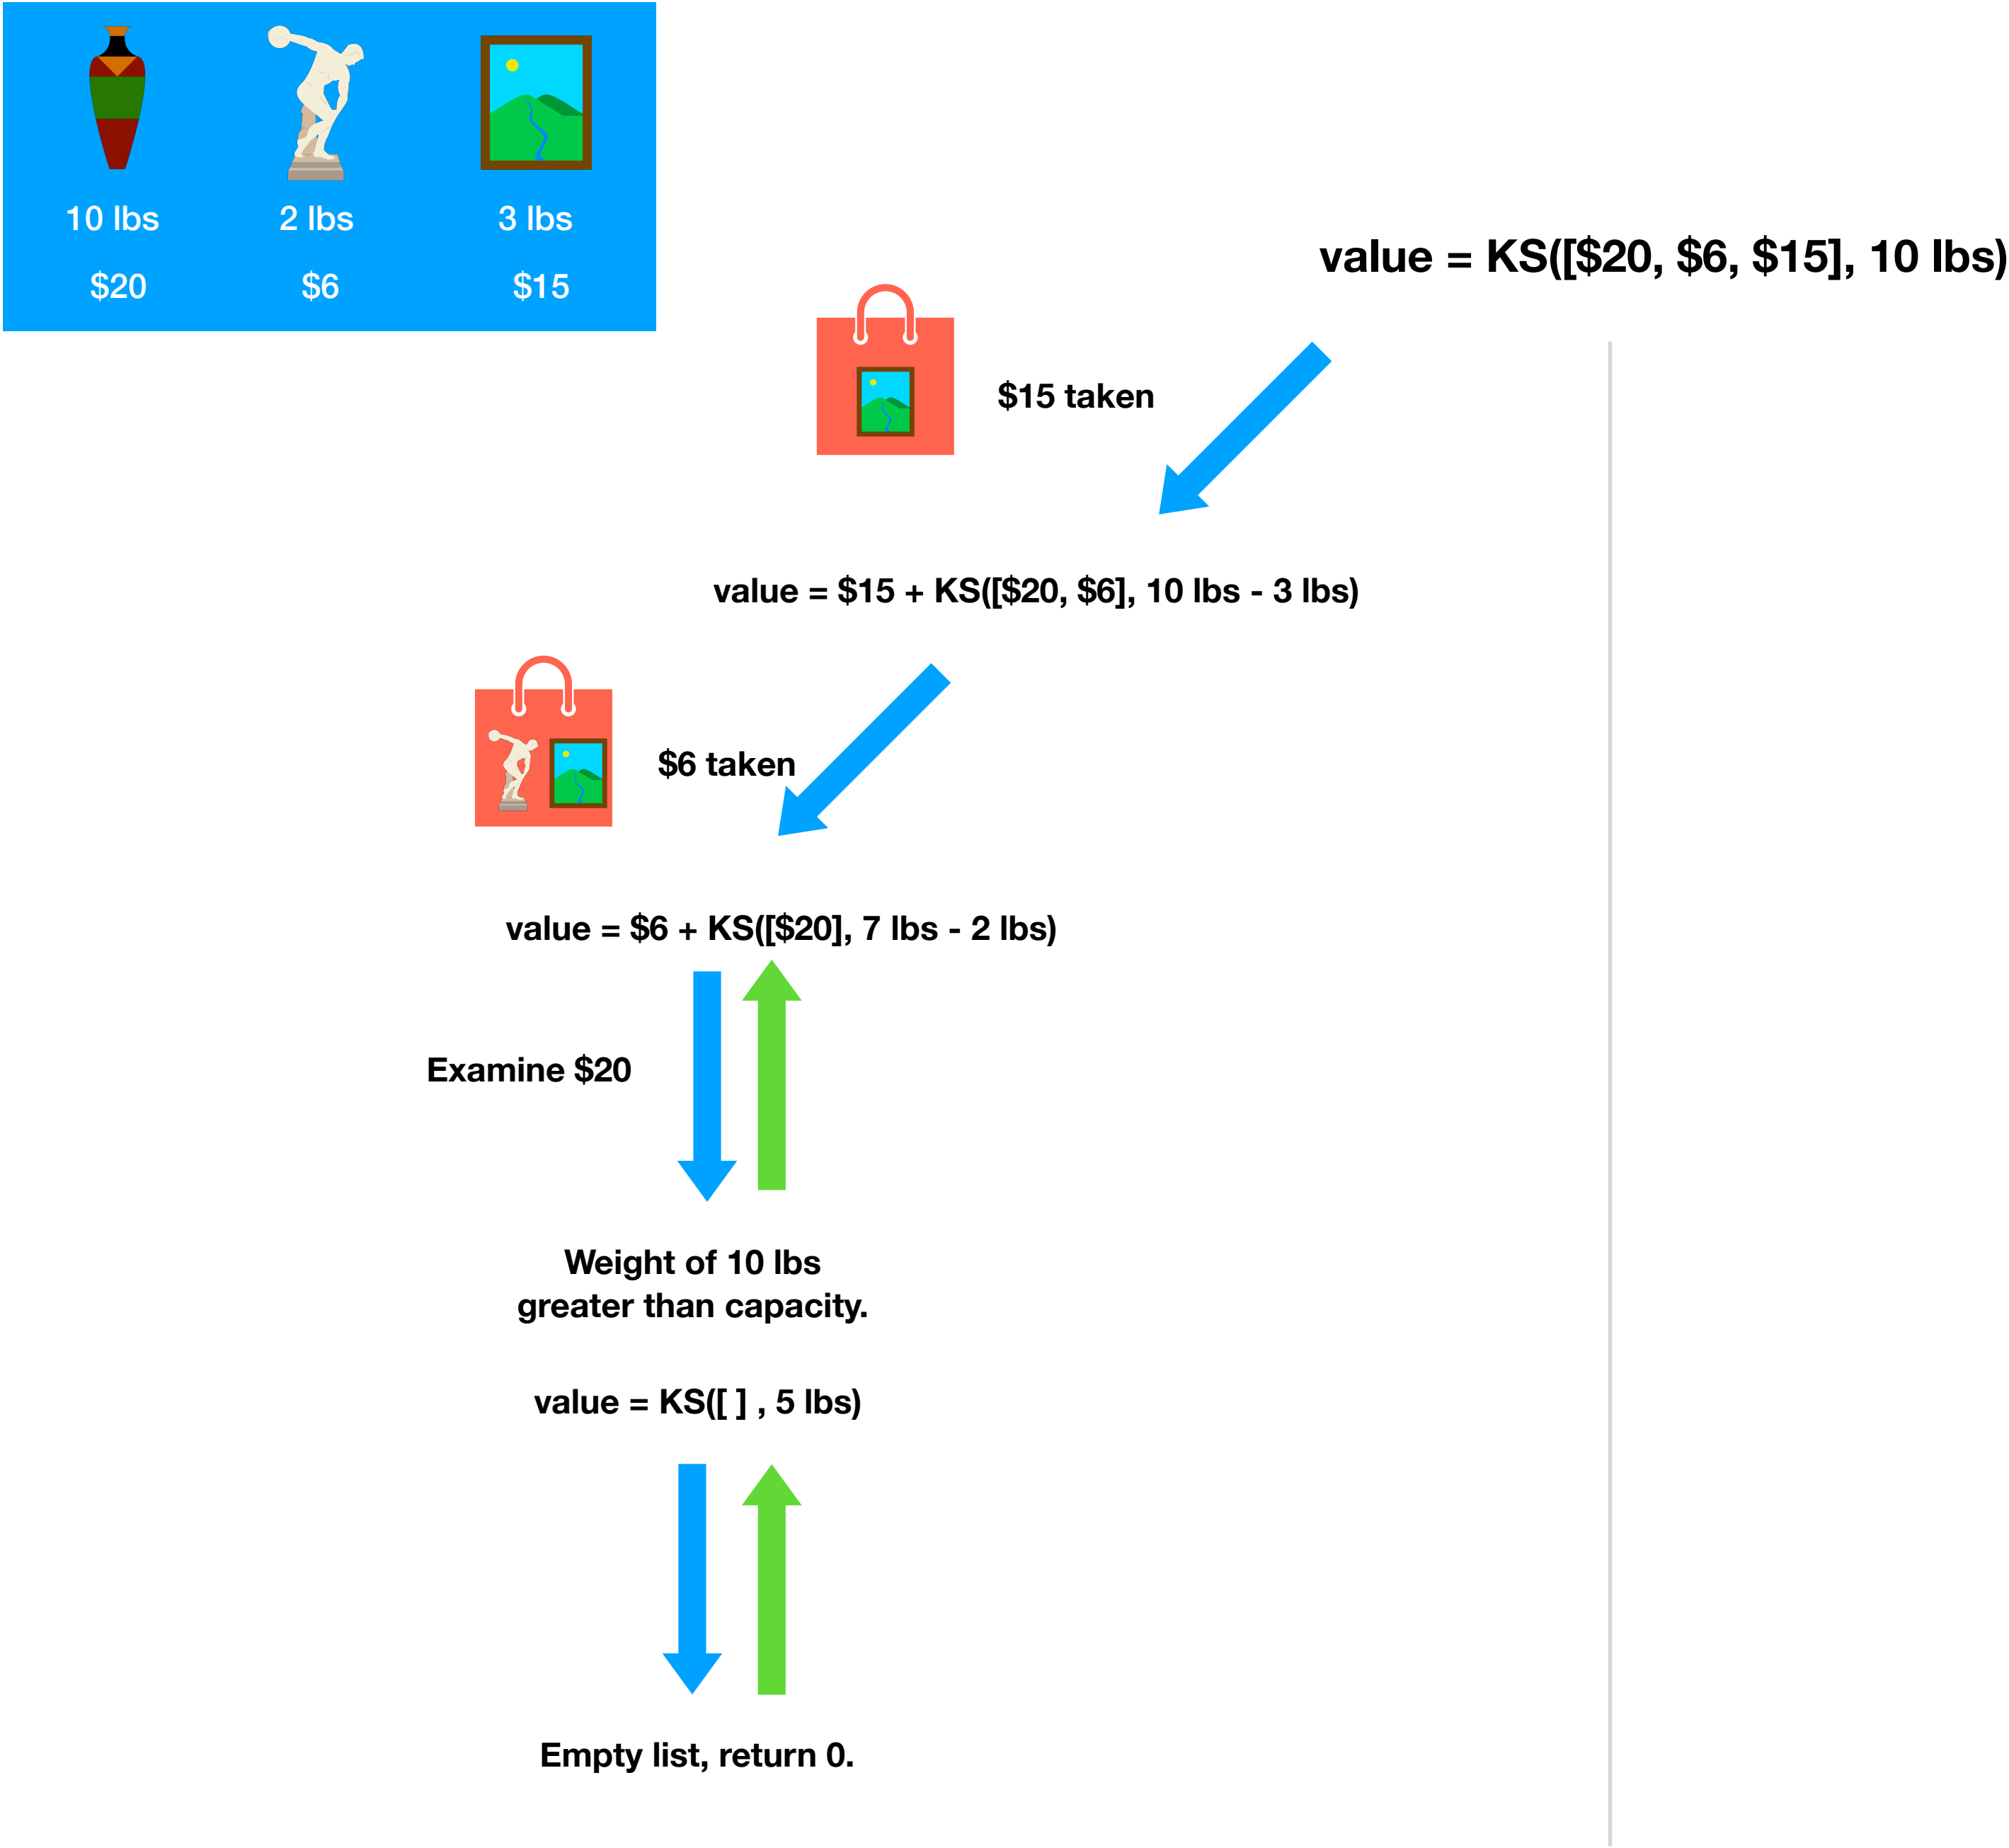 10 lbs
2 lbs
3 lbs
$20
$6
$15
value = KS([$20, $6, $15], 10 lbs)
$15 taken
value = $15 + KS([$20, $6], 10 lbs - 3 lbs)
$6 taken
value = $6 + KS([$20], 7 lbs - 2 lbs)
Examine $20
Weight of 10 lbs
greater than capacity.
value = KS([ ] , 5 lbs)
Empty list, return 0.